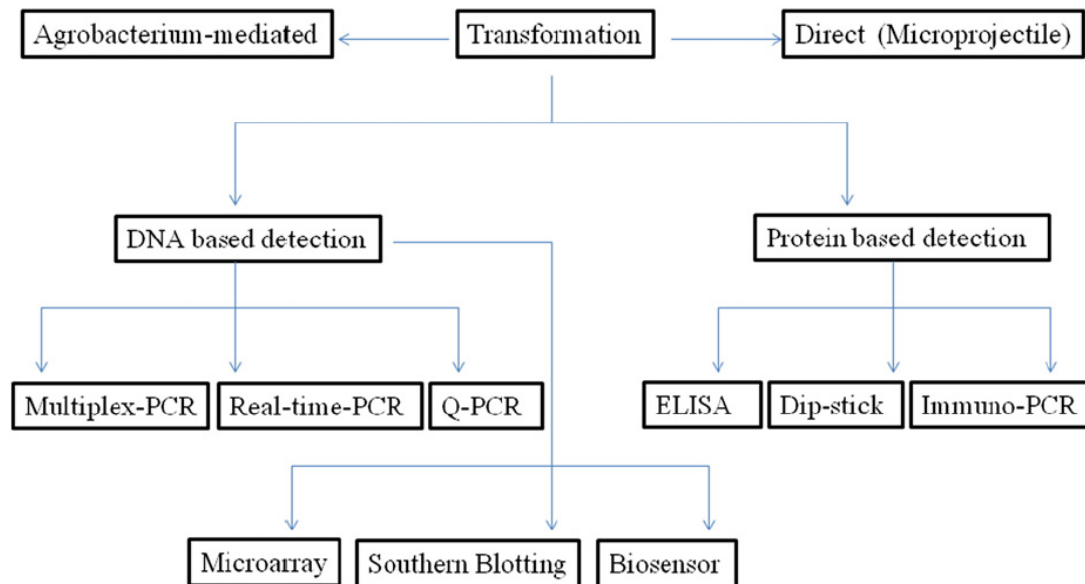 Agrobacterium-mediated
Transformation
Direct (Microprojectile)
DNA based detection
Protein based detection
Multiplex-PCR
Real-time-PCR
Q-PCR
ELISA
Dip-stick
Immuno-PCR
Microarray
Southern Blotting
Biosensor